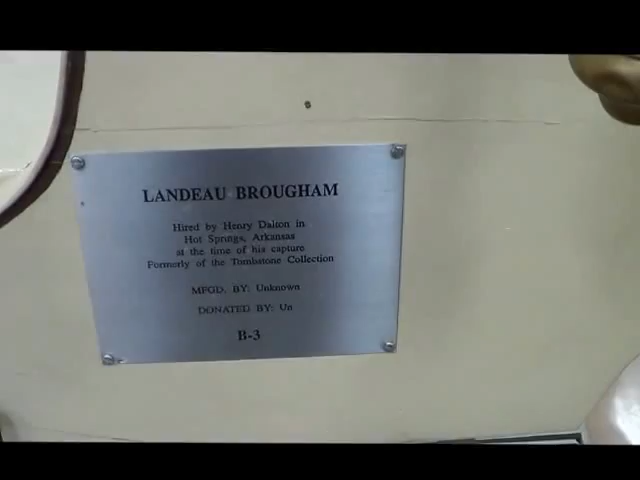 LANDEAU BROUGHAM
Hired by Henry Dalton in
Hot Springs, Arkansas
at the time of his capture
Formerly of the Tombstone Collection
MFGD. BY: Unknown
DONATED BY: Un
B-3